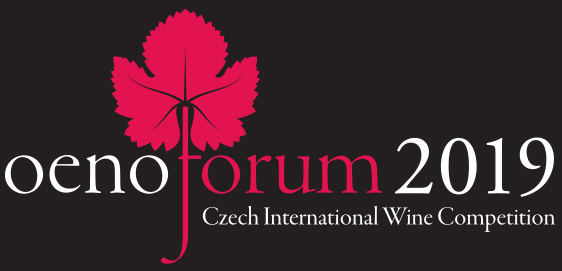 oenoforum 2019
Czech International Wine Competition